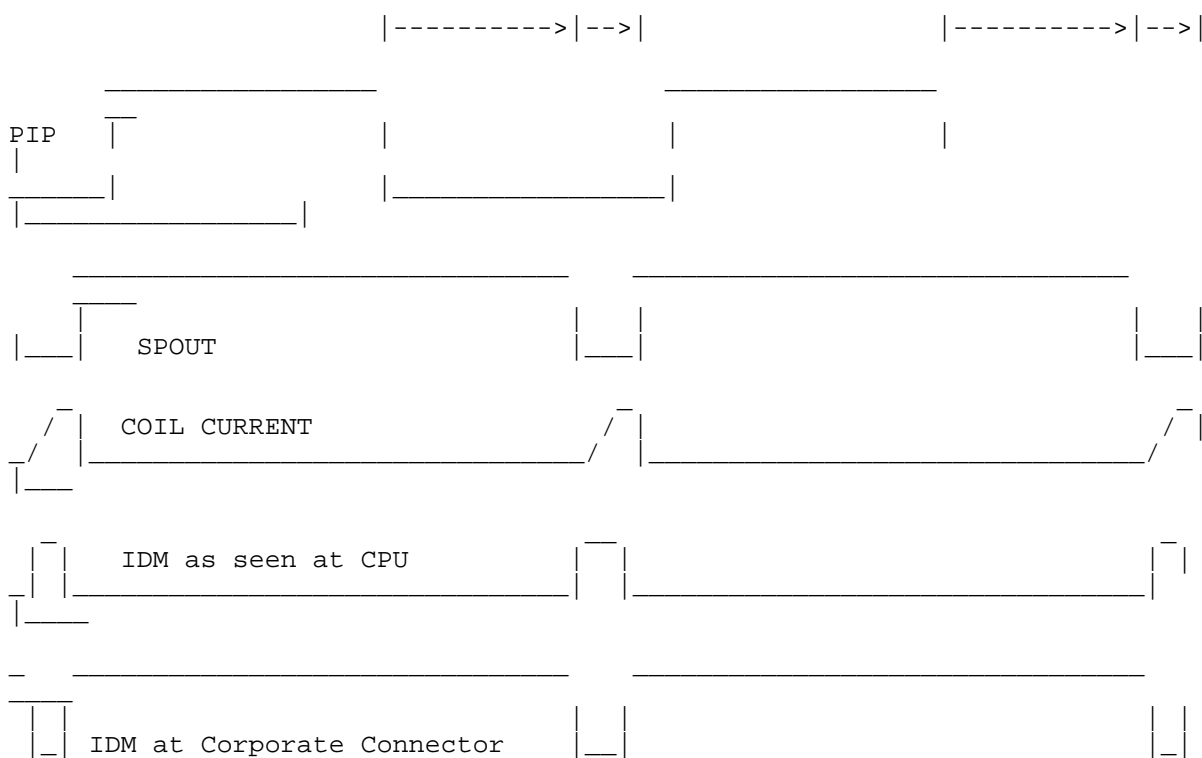 PIP
SPOUT
COIL CURRENT
IDM as seen at CPU
IDM at Corporate Connector